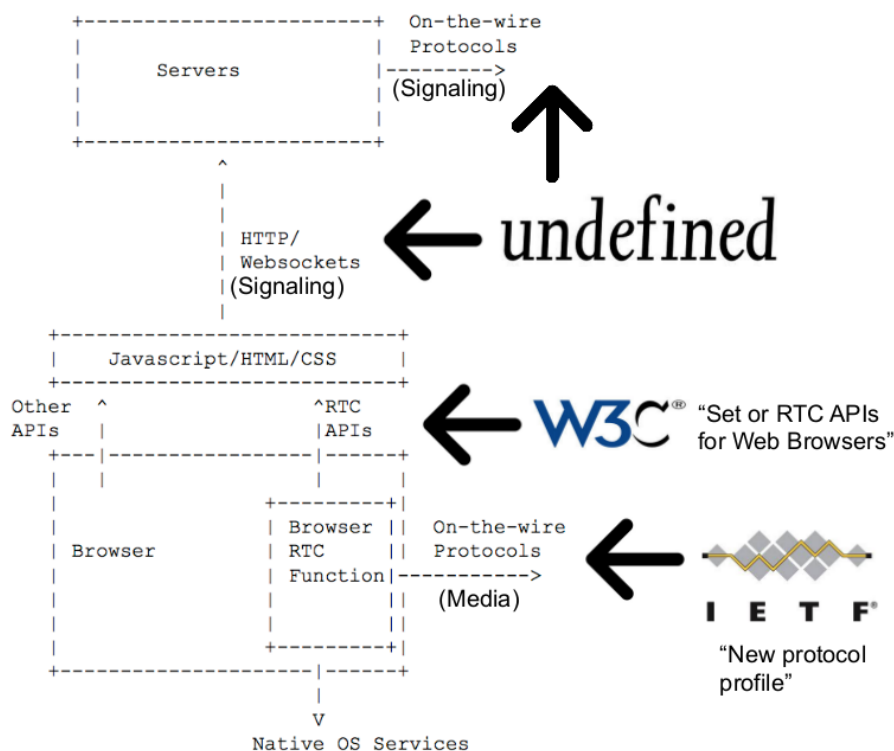 On-the-wire
Protocols
Servers
(Signaling)
undefined
HTTP/
Websockets
(Signaling)
Javascript/HTML/CSS
Other
APIs
RTC
APIs
W3C®
“Set or RTC APIs
for Web Browsers”
Browser
Browser
RTC
Function
On-the-wire
Protocols
(Media)
I E T F®
“New protocol
profile”
Native OS Services